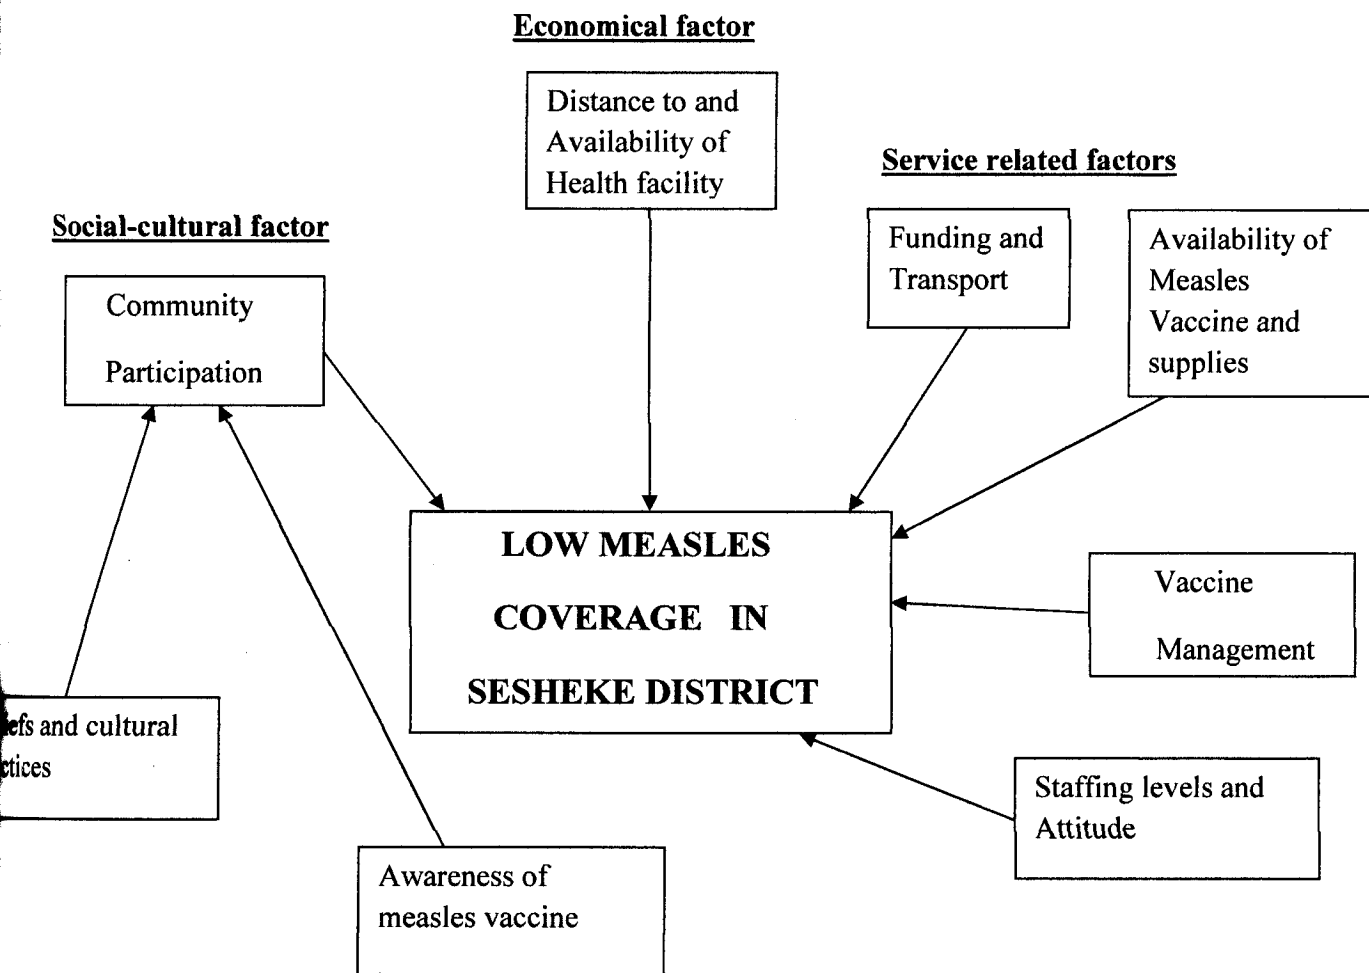 Economical factor
Distance to and
Availability of
Health facility
Service related factors
Funding and
Transport
Availability of
Measles
Vaccine and
supplies
Social-cultural factor
Community
Participation
LOW MEASLES
COVERAGE IN
SESHEKE DISTRICT
Vaccine
Management
and cultural
Staffing levels and
Attitude
Awareness of
measles vaccine